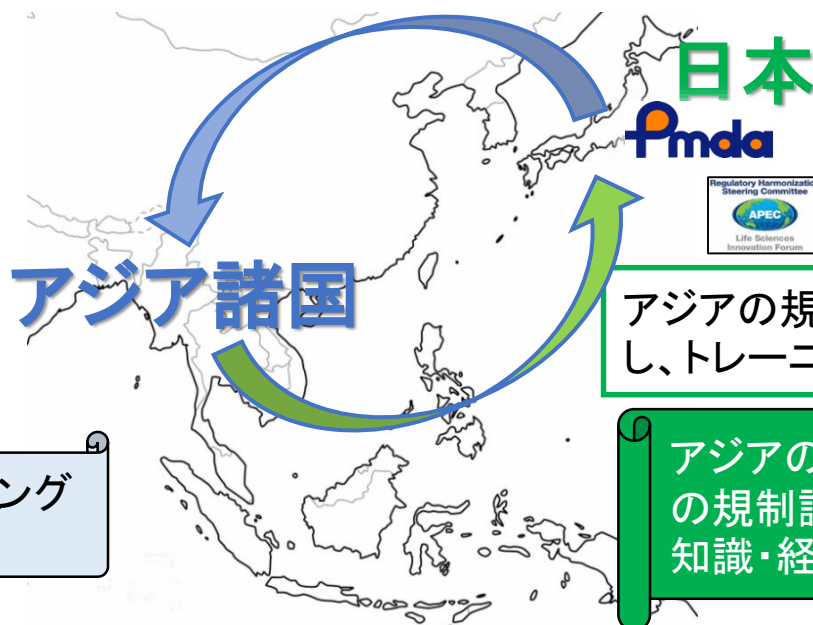 日本
Pmda
Regulatory Harmonizatio
Steering Committee
APEC
Life Sciences
Innovation Forum
アジア諸国
アジアの規
し、トレーニ
ング
アジアの
の規制
知識・経